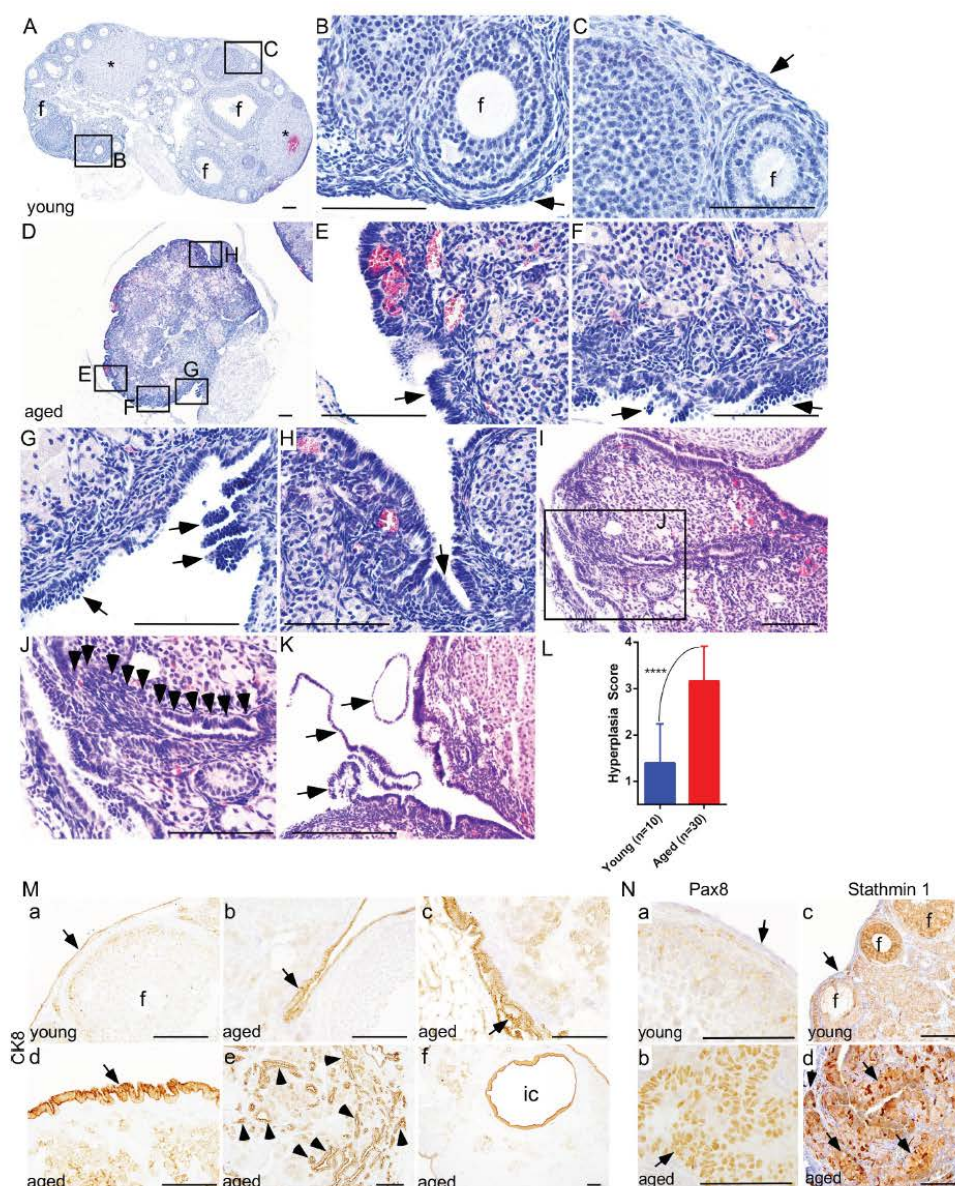 A
C
*
f
f
*
B
f
young
B
f
C
f
D
H
E
G
F
aged
E
F
G
H
I
J
J
K
L
Hyperplasia Score
4
3
2
1
****
Young (n=10)
Aged (n=30)
M
CK8
a
f
young
b
aged
c
aged
d
aged
e
aged
f
ic
aged
N
Pax8
Stathmin 1
a
young
c
f
f
f
young
b
aged
d
aged